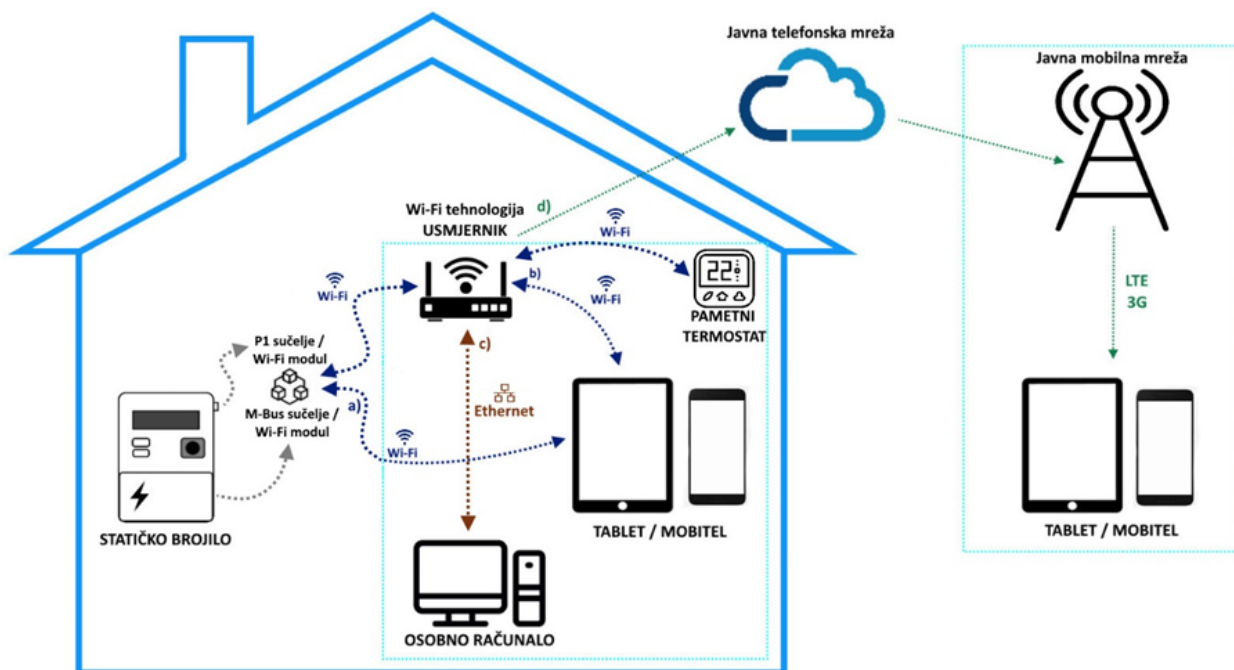 Javna telefonska mreža
Javna mobilna mreža
Wi-Fi tehnologija
USMJERNIK
d)
Wi-Fi
Wi-Fi
b)
Wi-Fi
22
PAMETNI
TERMOSTAT
LTE
3G
P1 sučelje /
Wi-Fi modul
M-Bus sučelje /
Wi-Fi modul
a)
c)
Ethernet
Wi-Fi
STATIČKO BROJILO
TABLET / MOBITEL
TABLET / MOBITEL
OSOBNO RAČUNALO